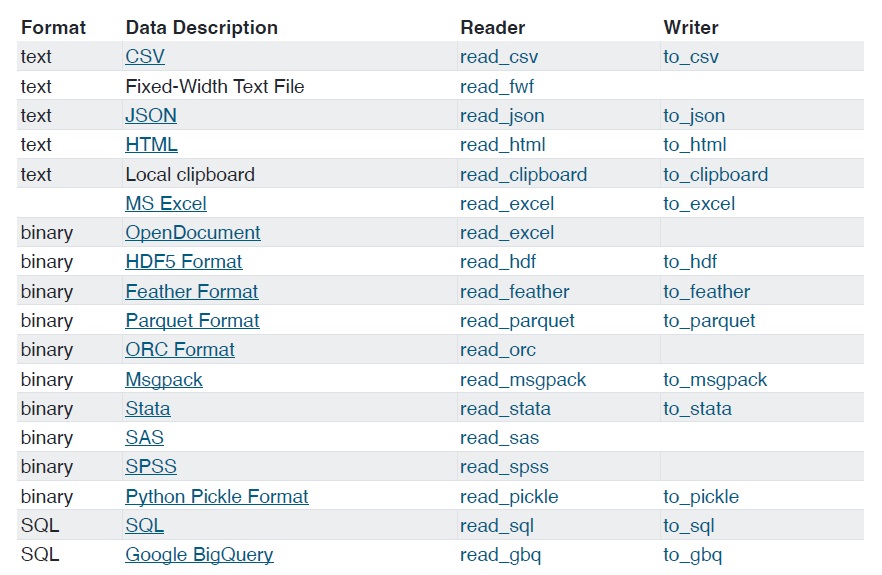 Format Data Description Reader Writer
text CSV read_csv to_csv
text Fixed-Width Text File read_fwf
text JSON read_json to_json
text HTML read_html to_html
text Local clipboard read_clipboard to_clipboard
MS Excel read_excel to_excel
binary OpenDocument read_excel
binary HDF5 Format read_hdf to_hdf
binary Feather Format read_feather to_feather
binary Parquet Format read_parquet to_parquet
binary ORC Format read_orc
binary Msgpack read_msgpack to_msgpack
binary Stata read_stata to_stata
binary SAS read_sas
binary SPSS read_spss
binary Python Pickle Format read_pickle to_pickle
SQL SQL read_sql to_sql
SQL Google BigQuery read_gbq to_gbq